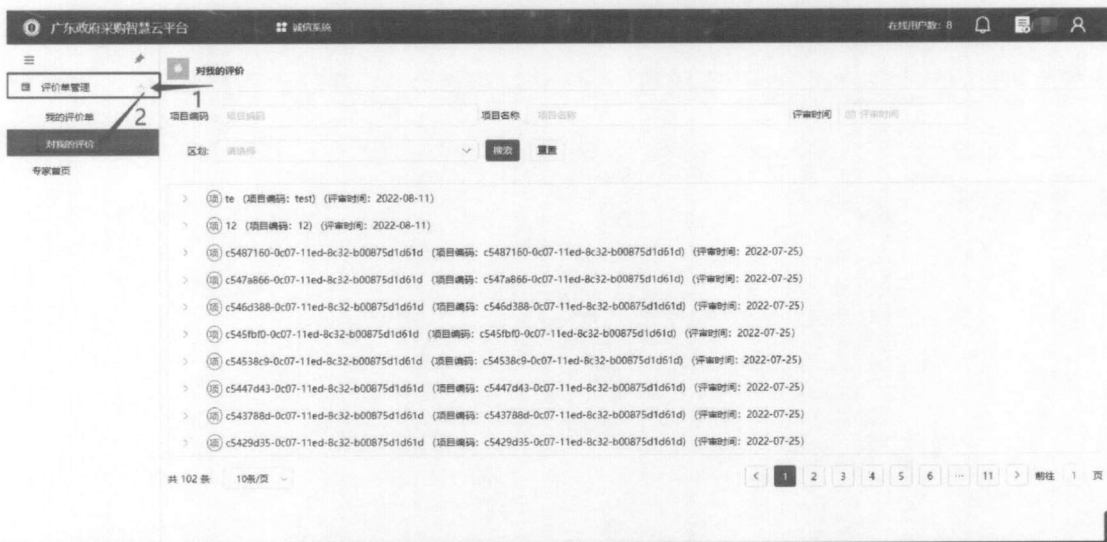 广东政府采购智慧云平台
诚信系统
在线用户数: 8
评价单管理
我的评价单
对我的评价
专家首页
1
2
对我的评价
项目编码 项目编码 项目名称 项目名称 评审时间 评审时间
区划: 请选择 搜索 重置
项 te (项目编码: test) (评审时间: 2022-08-11)
项 12 (项目编码: 12) (评审时间: 2022-08-11)
项 c5487160-0c07-11ed-8c32-b00875d1d61d (项目编码: c5487160-0c07-11ed-8c32-b00875d1d61d) (评审时间: 2022-07-25)
项 c547a866-0c07-11ed-8c32-b00875d1d61d (项目编码: c547a866-0c07-11ed-8c32-b00875d1d61d) (评审时间: 2022-07-25)
项 c546d388-0c07-11ed-8c32-b00875d1d61d (项目编码: c546d388-0c07-11ed-8c32-b00875d1d61d) (评审时间: 2022-07-25)
项 c545fbf0-0c07-11ed-8c32-b00875d1d61d (项目编码: c545fbf0-0c07-11ed-8c32-b00875d1d61d) (评审时间: 2022-07-25)
项 c54538c9-0c07-11ed-8c32-b00875d1d61d (项目编码: c54538c9-0c07-11ed-8c32-b00875d1d61d) (评审时间: 2022-07-25)
项 c5447d43-0c07-11ed-8c32-b00875d1d61d (项目编码: c5447d43-0c07-11ed-8c32-b00875d1d61d) (评审时间: 2022-07-25)
项 c543788d-0c07-11ed-8c32-b00875d1d61d (项目编码: c543788d-0c07-11ed-8c32-b00875d1d61d) (评审时间: 2022-07-25)
项 c5429d35-0c07-11ed-8c32-b00875d1d61d (项目编码: c5429d35-0c07-11ed-8c32-b00875d1d61d) (评审时间: 2022-07-25)
共 102 条 10条/页 < 1 2 3 4 5 6 ··· 11 > 前往 1 页